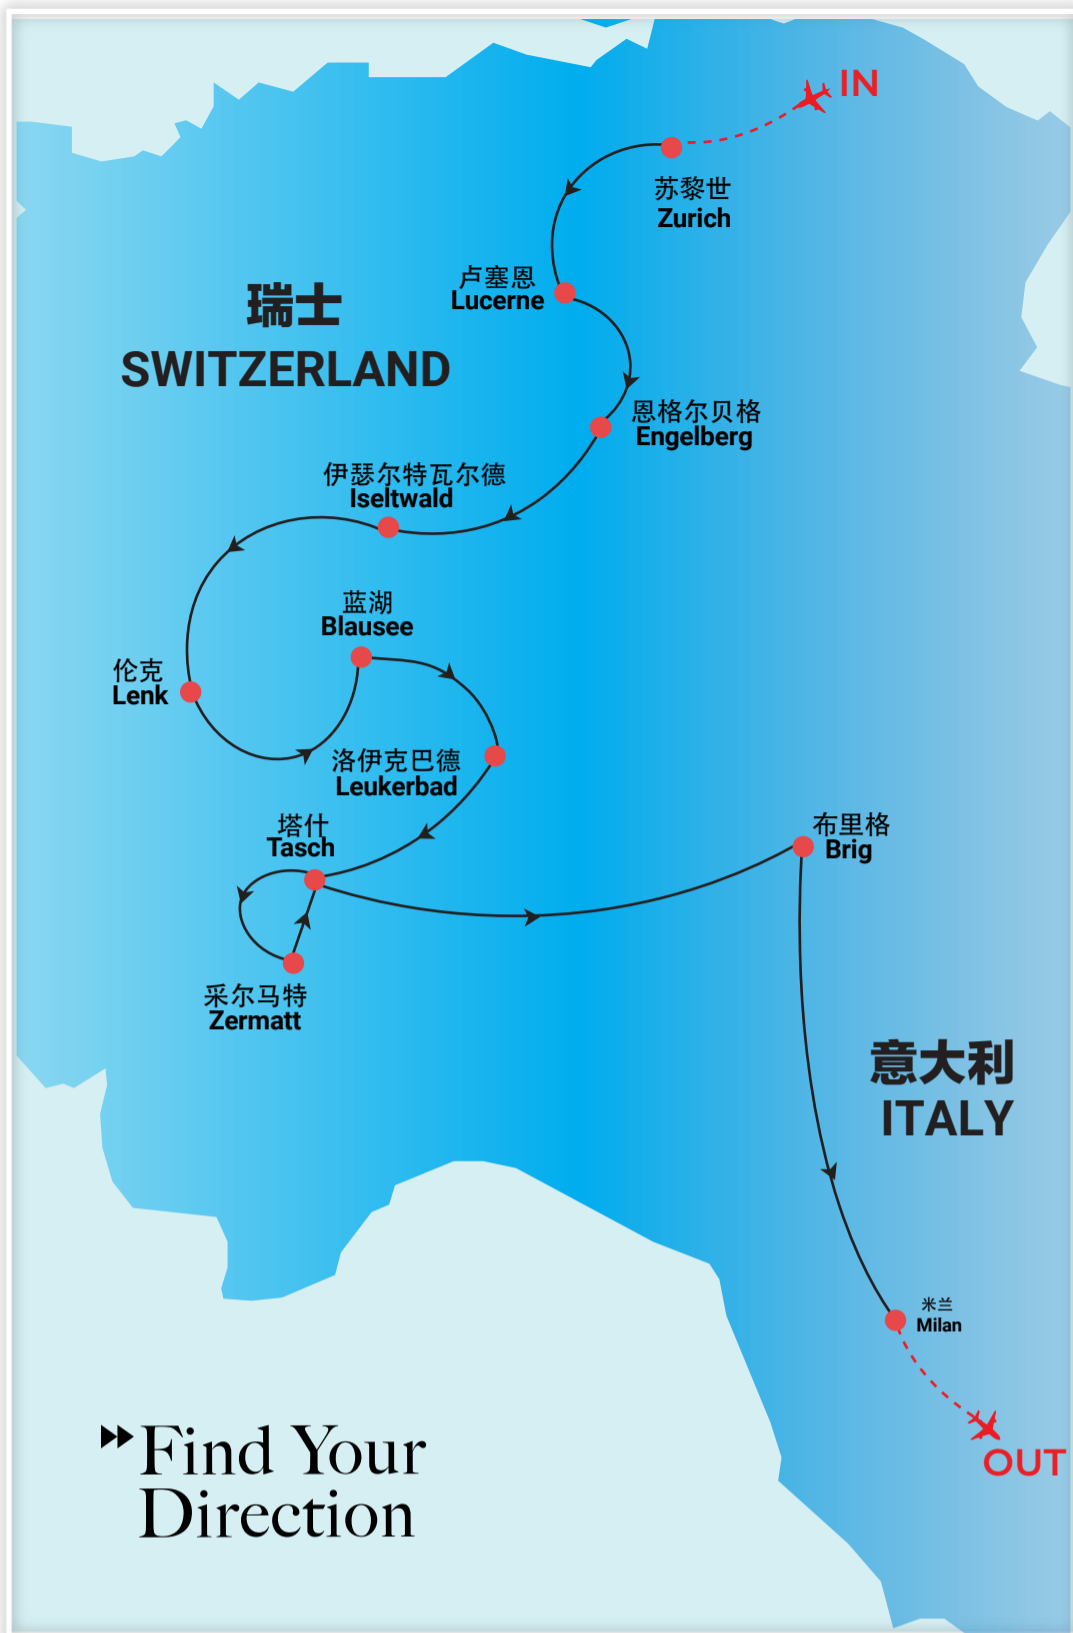 IN
苏黎世
Zurich
卢塞恩
Lucerne
瑞士
SWITZERLAND
恩格尔贝格
Engelberg
伊瑟尔特瓦尔德
Iseltwald
蓝湖
Blausee
伦克
Lenk
洛伊克巴德
Leukerbad
塔什
Tasch
布里格
Brig
采尔马特
Zermatt
意大利
ITALY
米兰
Milan
OUT
Find Your
Direction